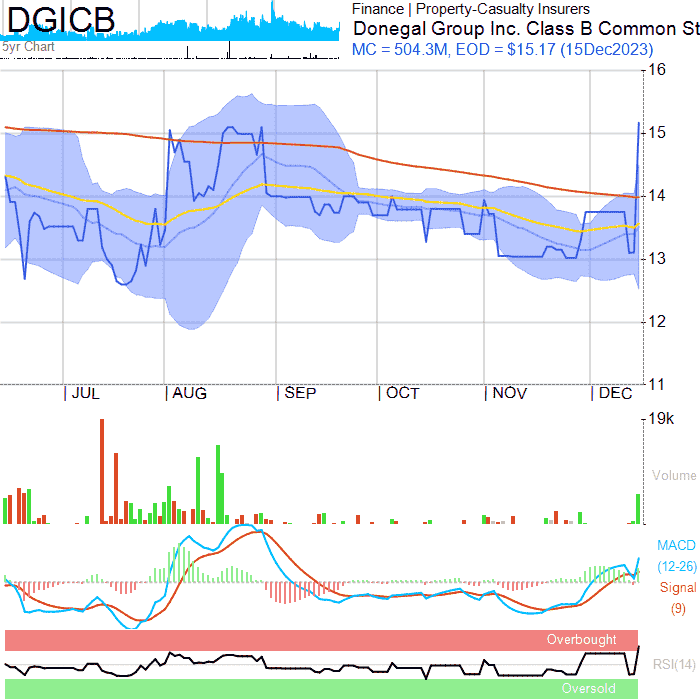 DGICB
5yr Chart
Finance | Property-Casualty Insurers
Donegal Group Inc. Class B Common St
MC = 504.3M, EOD = $15.17 (15Dec2023)
16
15
14
13
12
11
JUL AUG SEP OCT NOV DEC
19k
Volume
MACD
(12-26)
Signal
(9)
Overbought
RSI(14)
Oversold